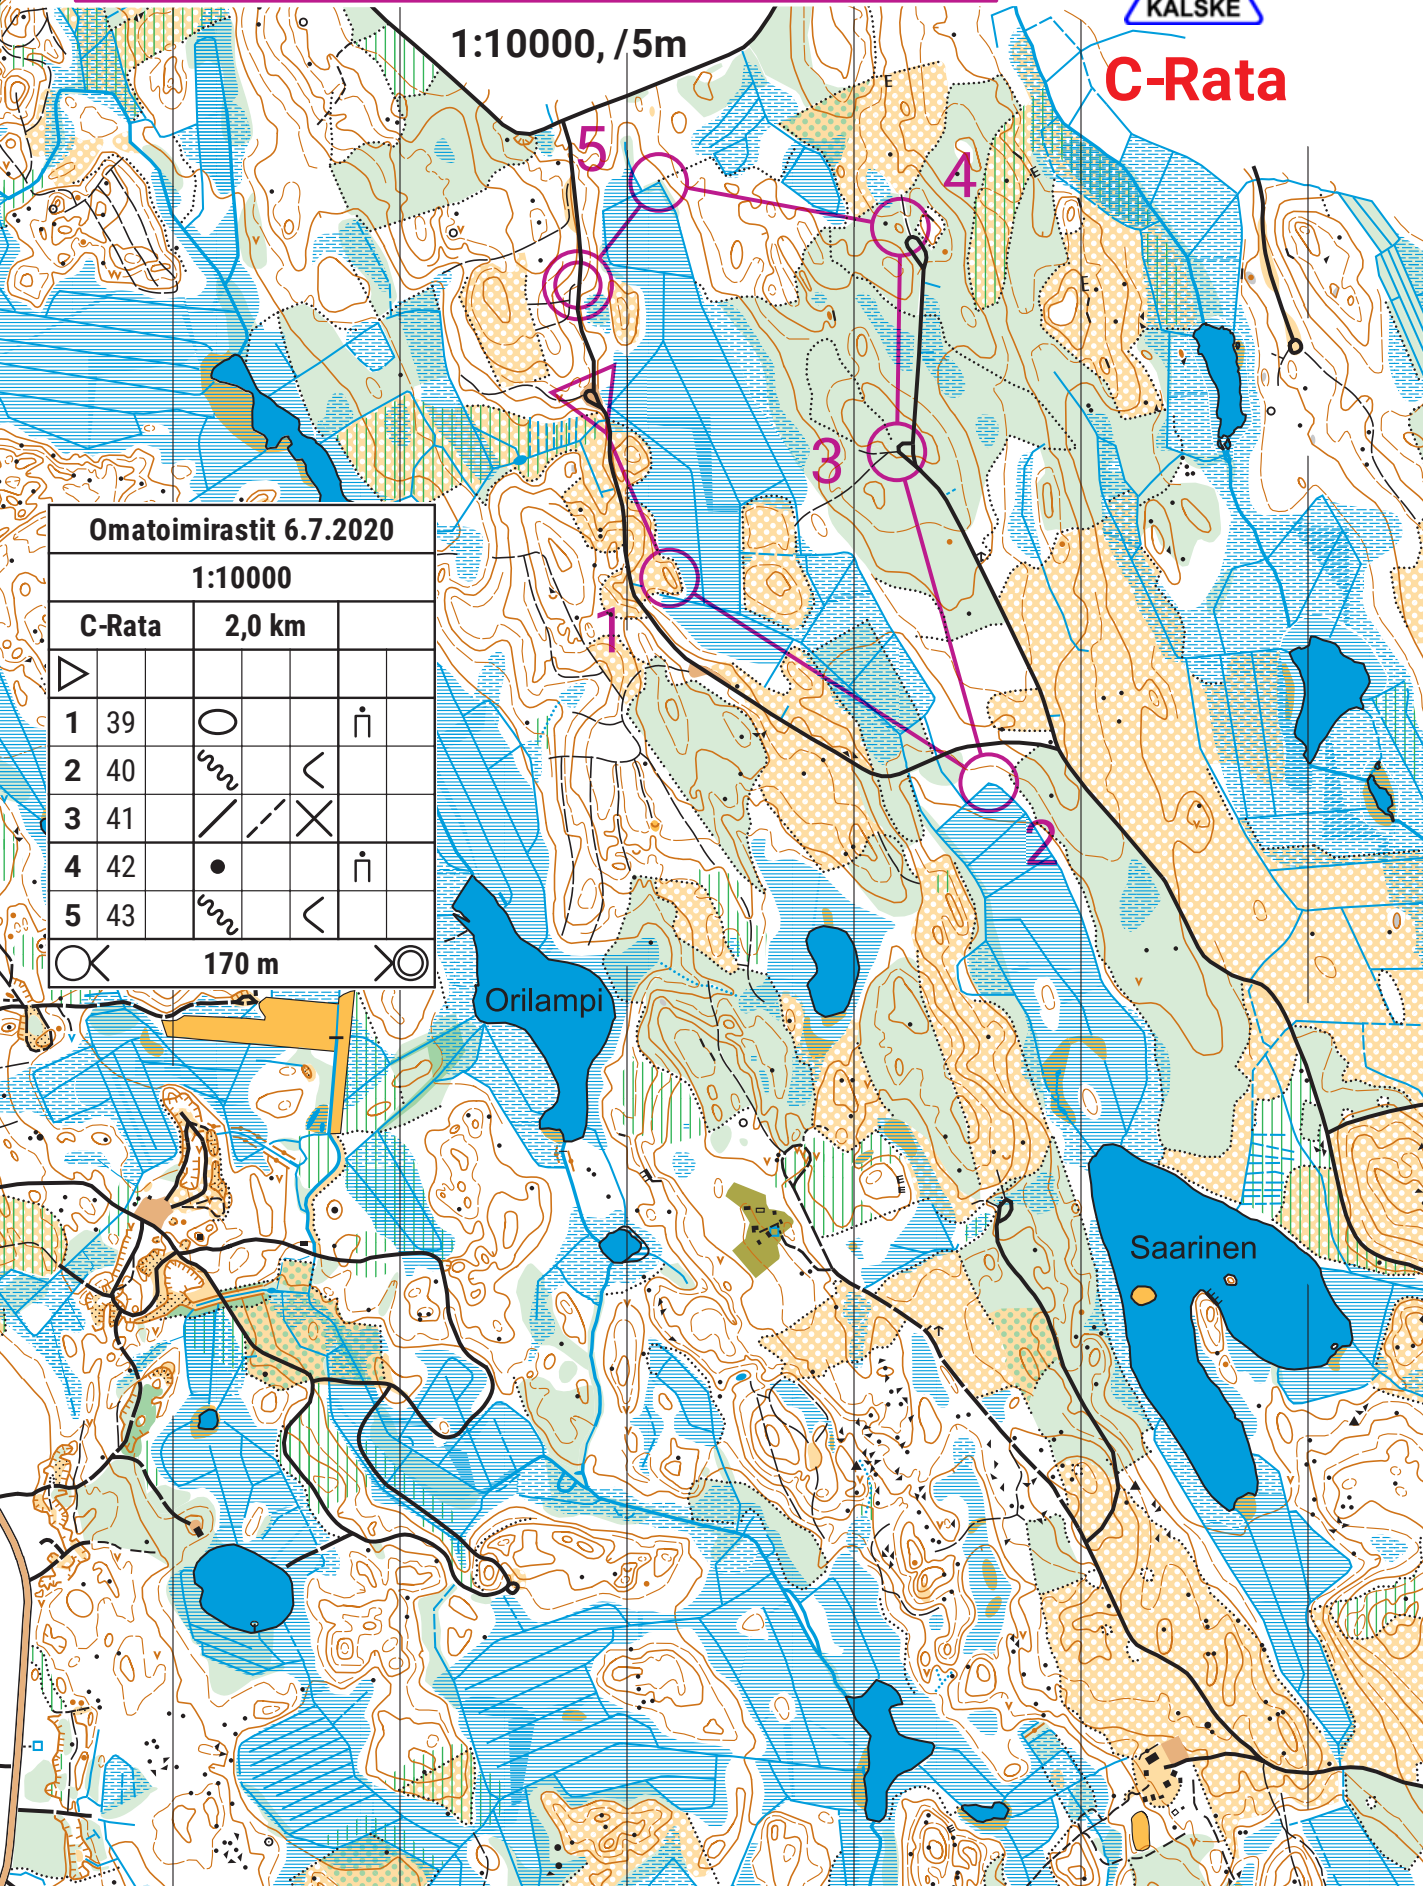 KALSKE
1:10000, /5m
C-Rata
5
4
3
1
2
Omatoimirastit 6.7.2020
1:10000
C-Rata 2,0 km
1 39
2 40
3 41
4 42
5 43
170 m
Orilampi
Saarinen